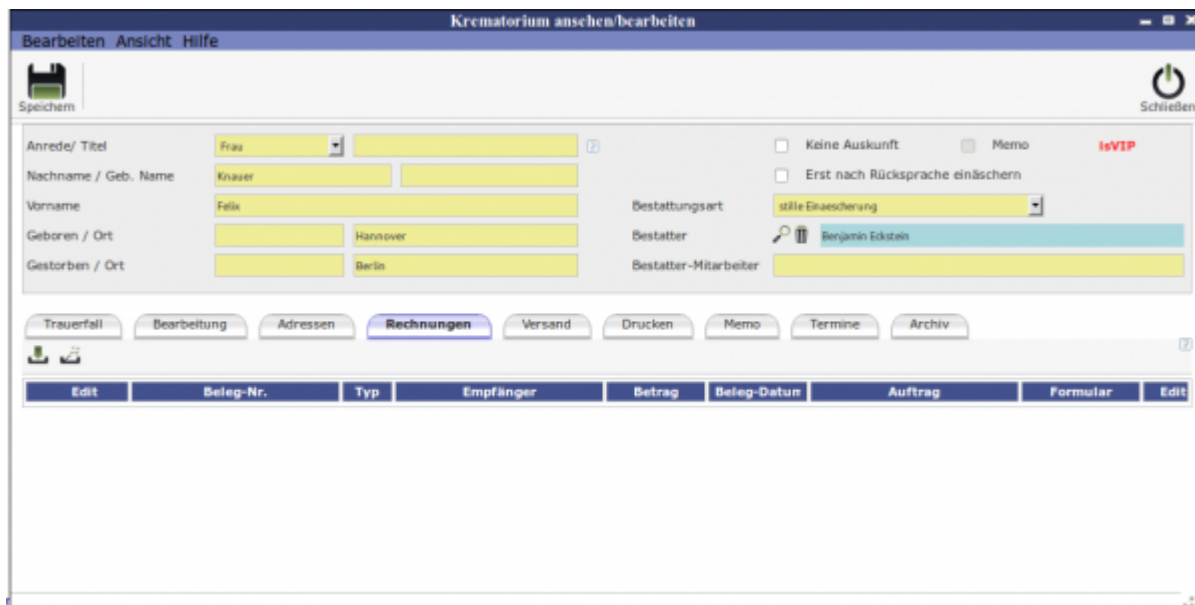 Krematorium ansehen/bearbeiten
Bearbeiten Ansicht Hilfe
Speichern
Schließen
Anrede/ Titel Frau Keine Auskunft Memo isVIP
Nachname / Geb. Name Knauer Erst nach Rücksprache einäschern
Vorname Felix Bestattungsart stille Einaescherung
Geboren / Ort Hannover Bestatter Benjamin Eckstein
Gestorben / Ort Berlin Bestatter-Mitarbeiter
Trauerfall Bearbeitung Adressen Rechnungen Versand Drucken Memo Termine Archiv
Edit Beleg-Nr. Typ Empfänger Betrag Beleg-Datum Auftrag Formular Edit